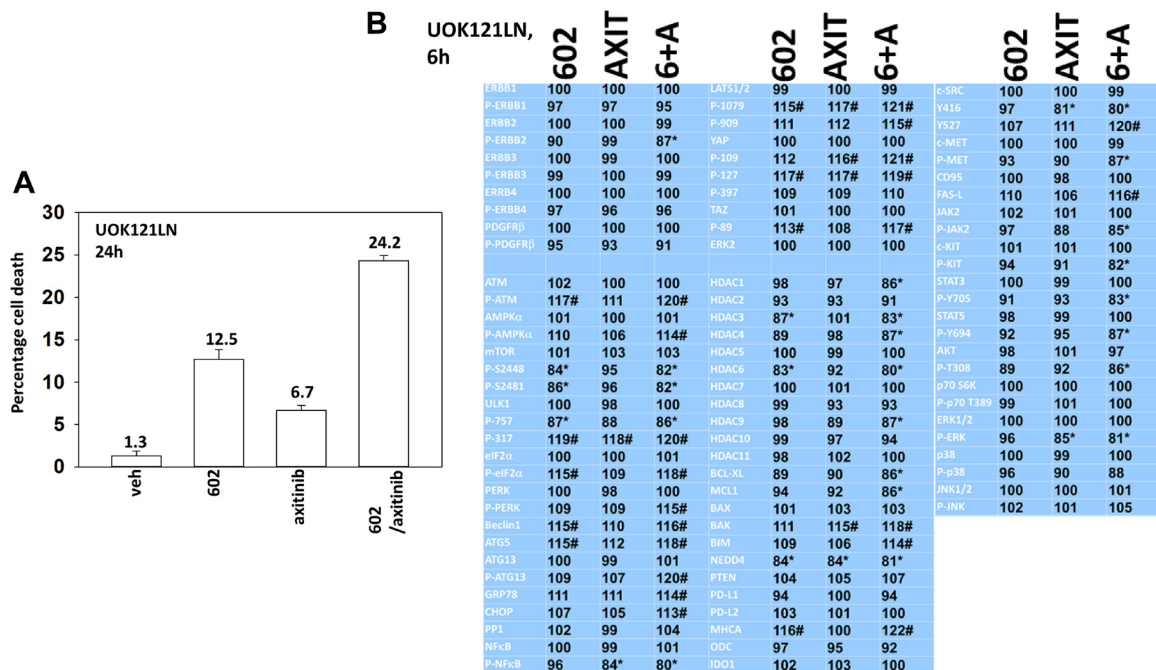 B
UOK121LN,
6h
602 AXIT 6+A
602 AXIT 6+A
602 AXIT 6+A
A
UOK121LN
24h
Percentage cell death
30
25
20
15
10
5
0
1.3
12.5
6.7
24.2
veh
602
axitinib
602
/axitinib
ERBB1 100 100 100
P-ERBB1 97 97 95
ERBB2 100 100 99
P-ERBB2 90 99 87*
ERBB3 100 99 100
P-ERBB3 99 100 99
ERRB4 100 100 100
P-ERBB4 97 96 96
PDGFRβ 100 100 100
P-PDGFRβ 95 93 91
ATM 102 100 100
P-ATM 117# 111 120#
AMPKα 101 100 101
P-AMPKα 110 106 114#
mTOR 101 103 103
P-S2448 84* 95 82*
P-S2481 86* 96 82*
ULK1 100 98 100
P-757 87* 88 86*
P-317 119# 118# 120#
eIF2α 100 100 101
P-eIF2α 115# 109 118#
PERK 100 98 100
P-PERK 109 109 115#
Beclin1 115# 110 116#
ATG5 115# 112 118#
ATG13 100 99 101
P-ATG13 109 107 120#
GRP78 111 111 114#
CHOP 107 105 113#
PP1 102 99 104
NFκB 100 99 101
P-NFκB 96 84* 80*
LATS1/2 99 100 99
P-1079 115# 117# 121#
P-909 111 112 115#
YAP 100 100 100
P-109 112 116# 121#
P-127 117# 117# 119#
P-397 109 109 110
TAZ 101 100 100
P-89 113# 108 117#
ERK2 100 100 100
HDAC1 98 97 86*
HDAC2 93 93 91
HDAC3 87* 101 83*
HDAC4 89 98 87*
HDAC5 100 99 100
HDAC6 83* 92 80*
HDAC7 100 101 100
HDAC8 99 93 93
HDAC9 98 89 87*
HDAC10 99 97 94
HDAC11 98 102 100
BCL-XL 89 90 86*
MCL1 94 92 86*
BAX 101 103 103
BAK 111 115# 118#
BIM 109 106 114#
NEDD4 84* 84* 81*
PTEN 104 105 107
PD-L1 94 100 94
PD-L2 103 101 100
MHCA 116# 100 122#
ODC 97 95 92
IDO1 102 103 100
c-SRC 100 100 99
Y416 97 81* 80*
Y527 107 111 120#
c-MET 100 100 99
P-MET 93 90 87*
CD95 100 98 100
FAS-L 110 106 116#
JAK2 102 101 100
P-JAK2 97 88 85*
c-KIT 101 101 100
P-KIT 94 91 82*
STAT3 100 99 100
P-Y705 91 93 83*
STAT5 98 99 100
P-Y694 92 95 87*
AKT 98 101 97
P-T308 89 92 86*
p70 S6K 100 100 100
P-p70 T389 99 101 100
ERK1/2 100 100 100
P-ERK 96 85* 81*
p38 100 99 100
P-p38 96 90 88
JNK1/2 100 100 101
P-JNK 102 101 105